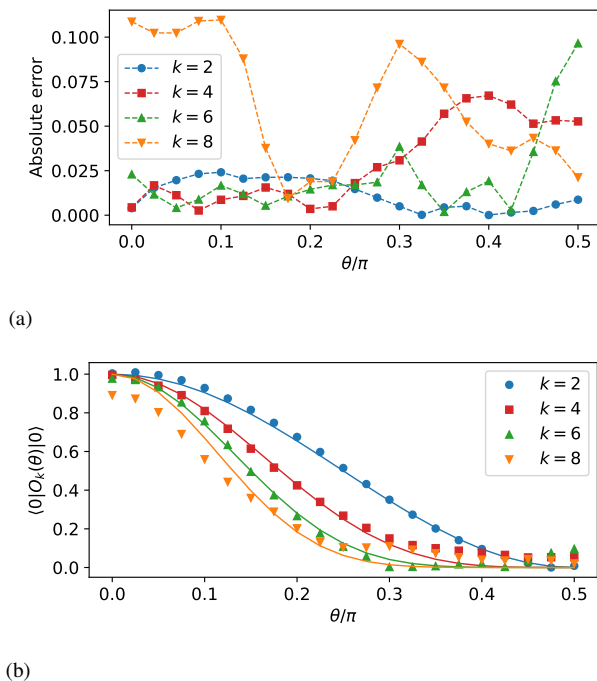 0.100
0.075
0.050
0.025
0.000
Absolute error
k = 2
k = 4
k = 6
k = 8
0.0 0.1 0.2 0.3 0.4 0.5
θ/π
(a)
1.0
0.8
0.6
0.4
0.2
0.0
⟨0|Oₖ(θ)|0⟩
k = 2
k = 4
k = 6
k = 8
0.0 0.1 0.2 0.3 0.4 0.5
θ/π
(b)